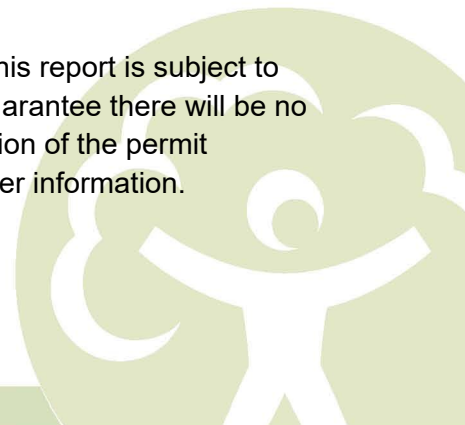 his report is subject to
arantee there will be no
ion of the permit
er information.